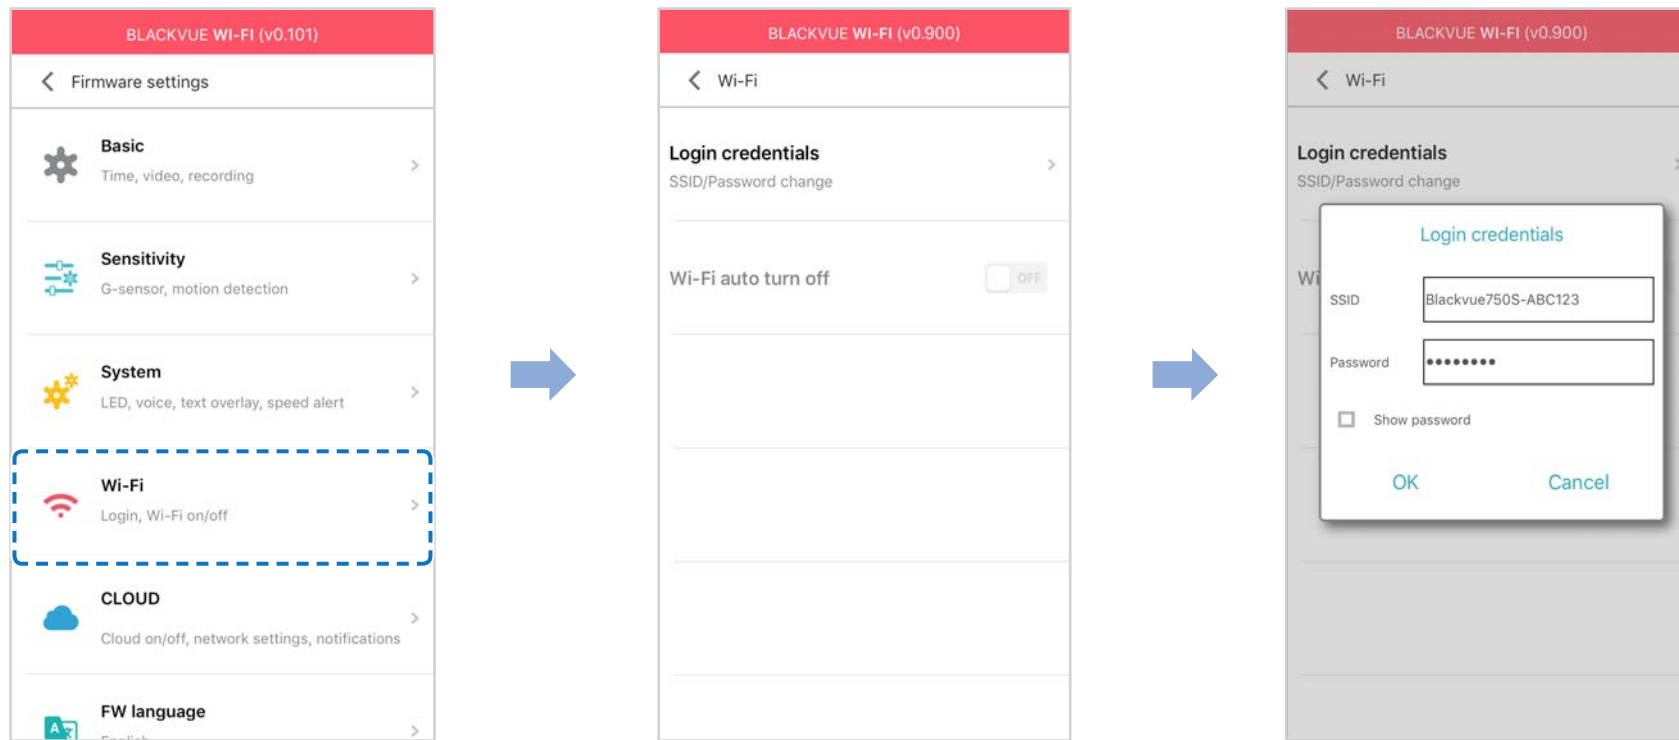 BLACKVUE WI-FI (v0.101)
Firmware settings
Basic
Time, video, recording
Sensitivity
G-sensor, motion detection
System
LED, voice, text overlay, speed alert
Wi-Fi
Login, Wi-Fi on/off
CLOUD
Cloud on/off, network settings, notifications
FW language
English
BLACKVUE WI-FI (v0.900)
Wi-Fi
Login credentials
SSID/Password change
Wi-Fi auto turn off
OFF
BLACKVUE WI-FI (v0.900)
Wi-Fi
Login credentials
SSID/Password change
Wi
Login credentials
SSID
Blackvue750S-ABC123
Password
••••••••
Show password
OK Cancel